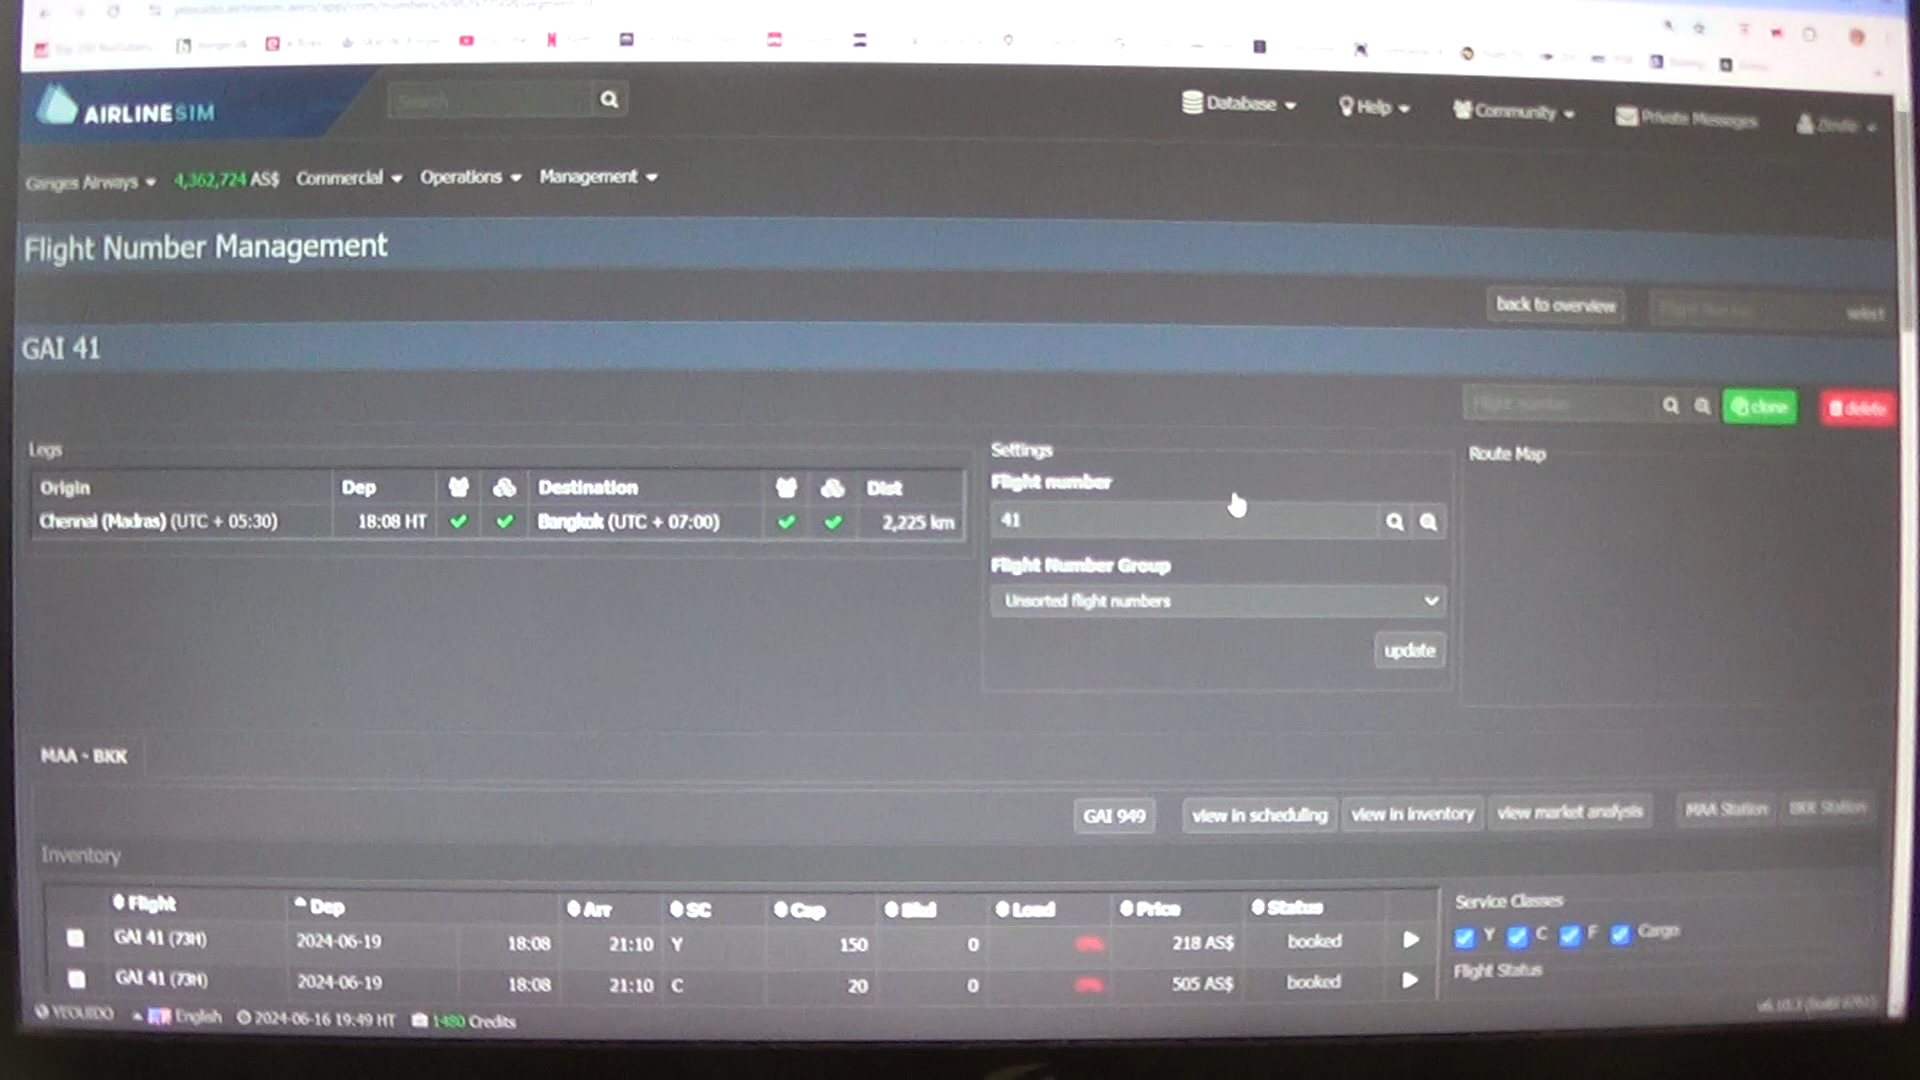 AIRLINESIM
Search
Database
Help
Community
Private Messages
Ganges Airways 4,362,724 AS$ Commercial Operations Management
Flight Number Management
back to overview
select
GAI 41
Flight number
clone
delete
Legs
Origin Dep Destination Dist
Chennai (Madras) (UTC + 05:30) 18:08 HT Bangkok (UTC + 07:00) 2,225 km
Settings
Flight number
41
Flight Number Group
Unsorted flight numbers
update
Route Map
MAA - BKK
GAI 949 view in scheduling view in inventory view market analysis MAA Station BKK Station
Inventory
Flight Dep Arr SC Cap Bkd Load Price Status
GAI 41 (73H) 2024-06-19 18:08 21:10 Y 150 0 218 AS$ booked
GAI 41 (73H) 2024-06-19 18:08 21:10 C 20 0 505 AS$ booked
Service Classes
Y C F Cargo
Flight Status
YEOUIDO English 2024-06-16 19:49 HT 1480 Credits